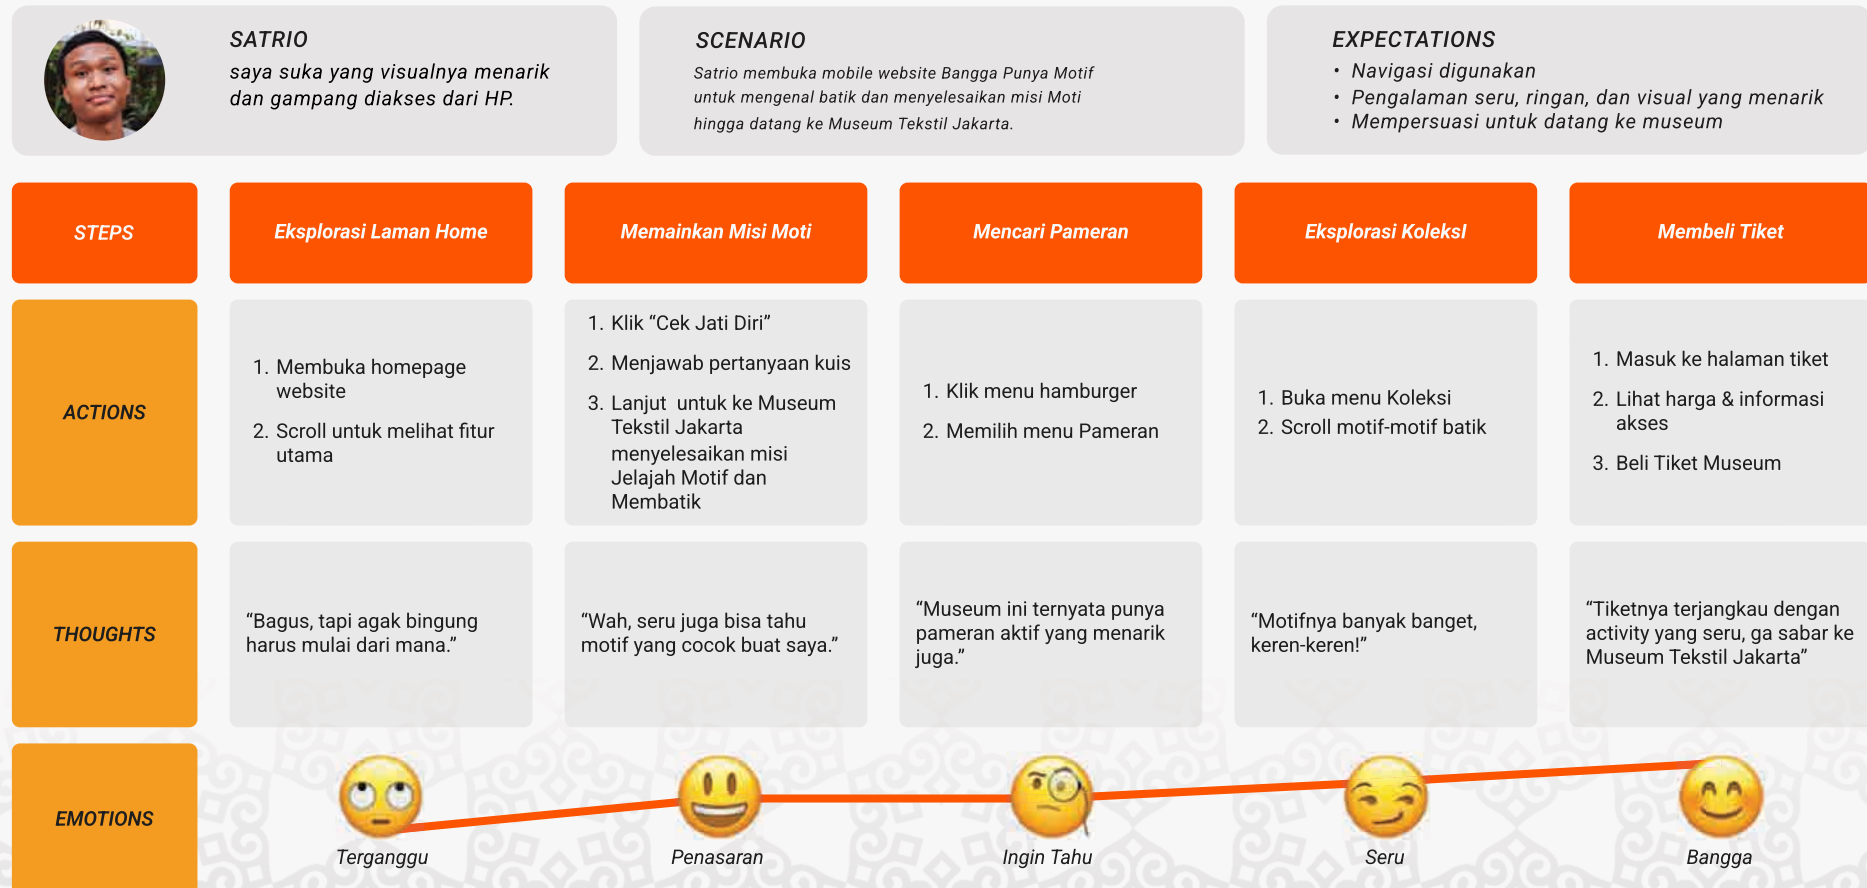 SATRIO
saya suka yang visualnya menarik
dan gampang diakses dari HP.
SCENARIO
Satrio membuka mobile website Bangga Punya Motif
untuk mengenal batik dan menyelesaikan misi Moti
hingga datang ke Museum Tekstil Jakarta.
EXPECTATIONS
• Navigasi digunakan
• Pengalaman seru, ringan, dan visual yang menarik
• Mempersuasi untuk datang ke museum
STEPS
Eksplorasi Laman Home
Memainkan Misi Moti
Mencari Pameran
Eksplorasi KoleksI
Membeli Tiket
ACTIONS
1. Membuka homepage
website
2. Scroll untuk melihat fitur
utama
1. Klik “Cek Jati Diri”
2. Menjawab pertanyaan kuis
3. Lanjut  untuk ke Museum
Tekstil Jakarta
menyelesaikan misi
Jelajah Motif dan
Membatik
1. Klik menu hamburger
2. Memilih menu Pameran
1. Buka menu Koleksi
2. Scroll motif-motif batik
1. Masuk ke halaman tiket
2. Lihat harga & informasi
akses
3. Beli Tiket Museum
THOUGHTS
“Bagus, tapi agak bingung
harus mulai dari mana.”
“Wah, seru juga bisa tahu
motif yang cocok buat saya.”
“Museum ini ternyata punya
pameran aktif yang menarik
juga.”
“Motifnya banyak banget,
keren-keren!”
“Tiketnya terjangkau dengan
activity yang seru, ga sabar ke
Museum Tekstil Jakarta”
EMOTIONS
Terganggu
Penasaran
Ingin Tahu
Seru
Bangga